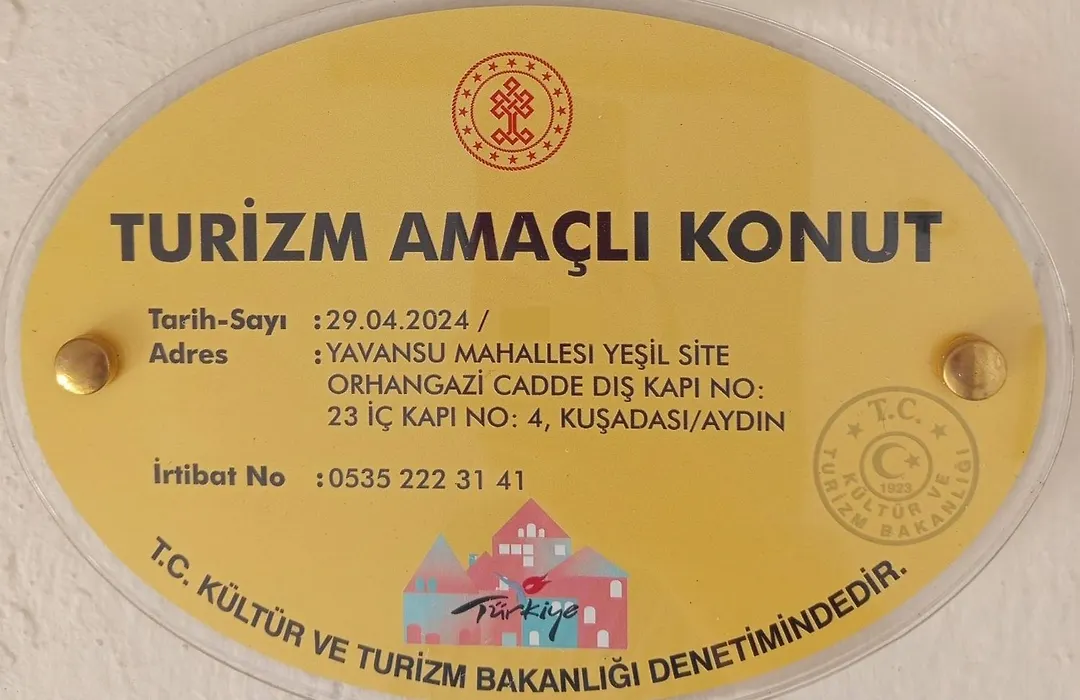 TURİZM AMAÇLI KONUT
Tarih-Sayı : 29.04.2024 /
Adres : YAVANSU MAHALLESI YEŞİL SİTE
ORHANGAZİ CADDE DIŞ KAPI NO:
23 İÇ KAPI NO: 4, KUŞADASI/AYDIN
İrtibat No : 0535 222 31 41
T.C.
1923
KÜLTÜR VE
TURİZM BAKANLIĞI
Türkiye
T.C. KÜLTÜR VE TURİZM BAKANLIĞI DENETİMİNDEDİR.